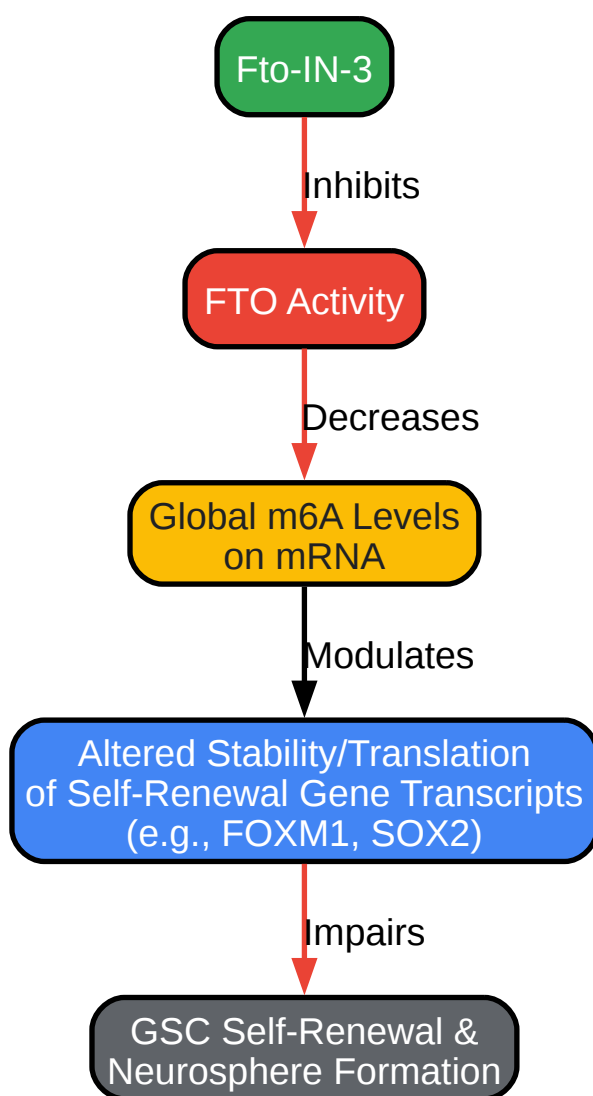 Fto-IN-3
Inhibits
FTO Activity
Decreases
Global m6A Levels
on mRNA
Modulates
Altered Stability/Translation
of Self-Renewal Gene Transcripts
(e.g., FOXM1, SOX2)
Impairs
GSC Self-Renewal &
Neurosphere Formation